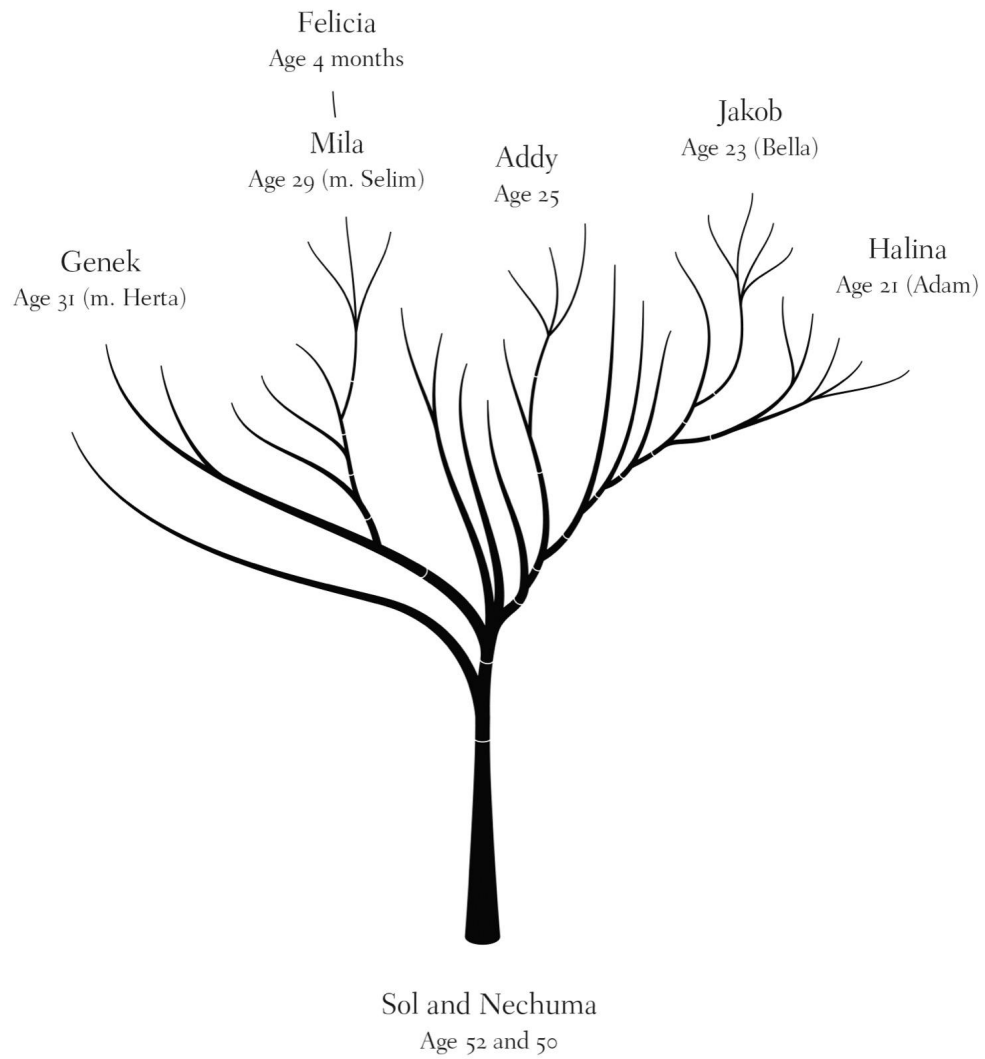 Felicia
Age 4 months
Mila
Age 29 (m. Selim)
Addy
Age 25
Jakob
Age 23 (Bella)
Genek
Age 31 (m. Herta)
Halina
Age 21 (Adam)
Sol and Nechuma
Age 52 and 50